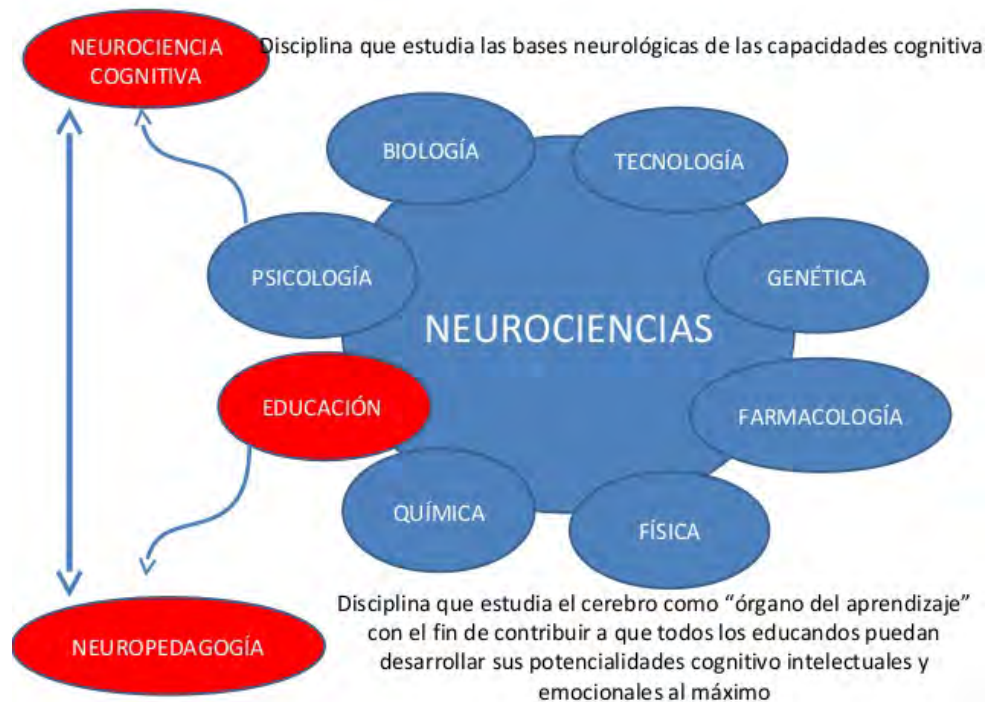 NEUROCIENCIA
COGNITIVA
Disciplina que estudia las bases neurológicas de las capacidades cognitiva
BIOLOGÍA
TECNOLOGÍA
PSICOLOGÍA
GENÉTICA
NEUROCIENCIAS
EDUCACIÓN
FARMACOLOGÍA
QUÍMICA
FÍSICA
NEUROPEDAGOGÍA
Disciplina que estudia el cerebro como “órgano del aprendizaje”
con el fin de contribuir a que todos los educandos puedan
desarrollar sus potencialidades cognitivo intelectuales y
emocionales al máximo